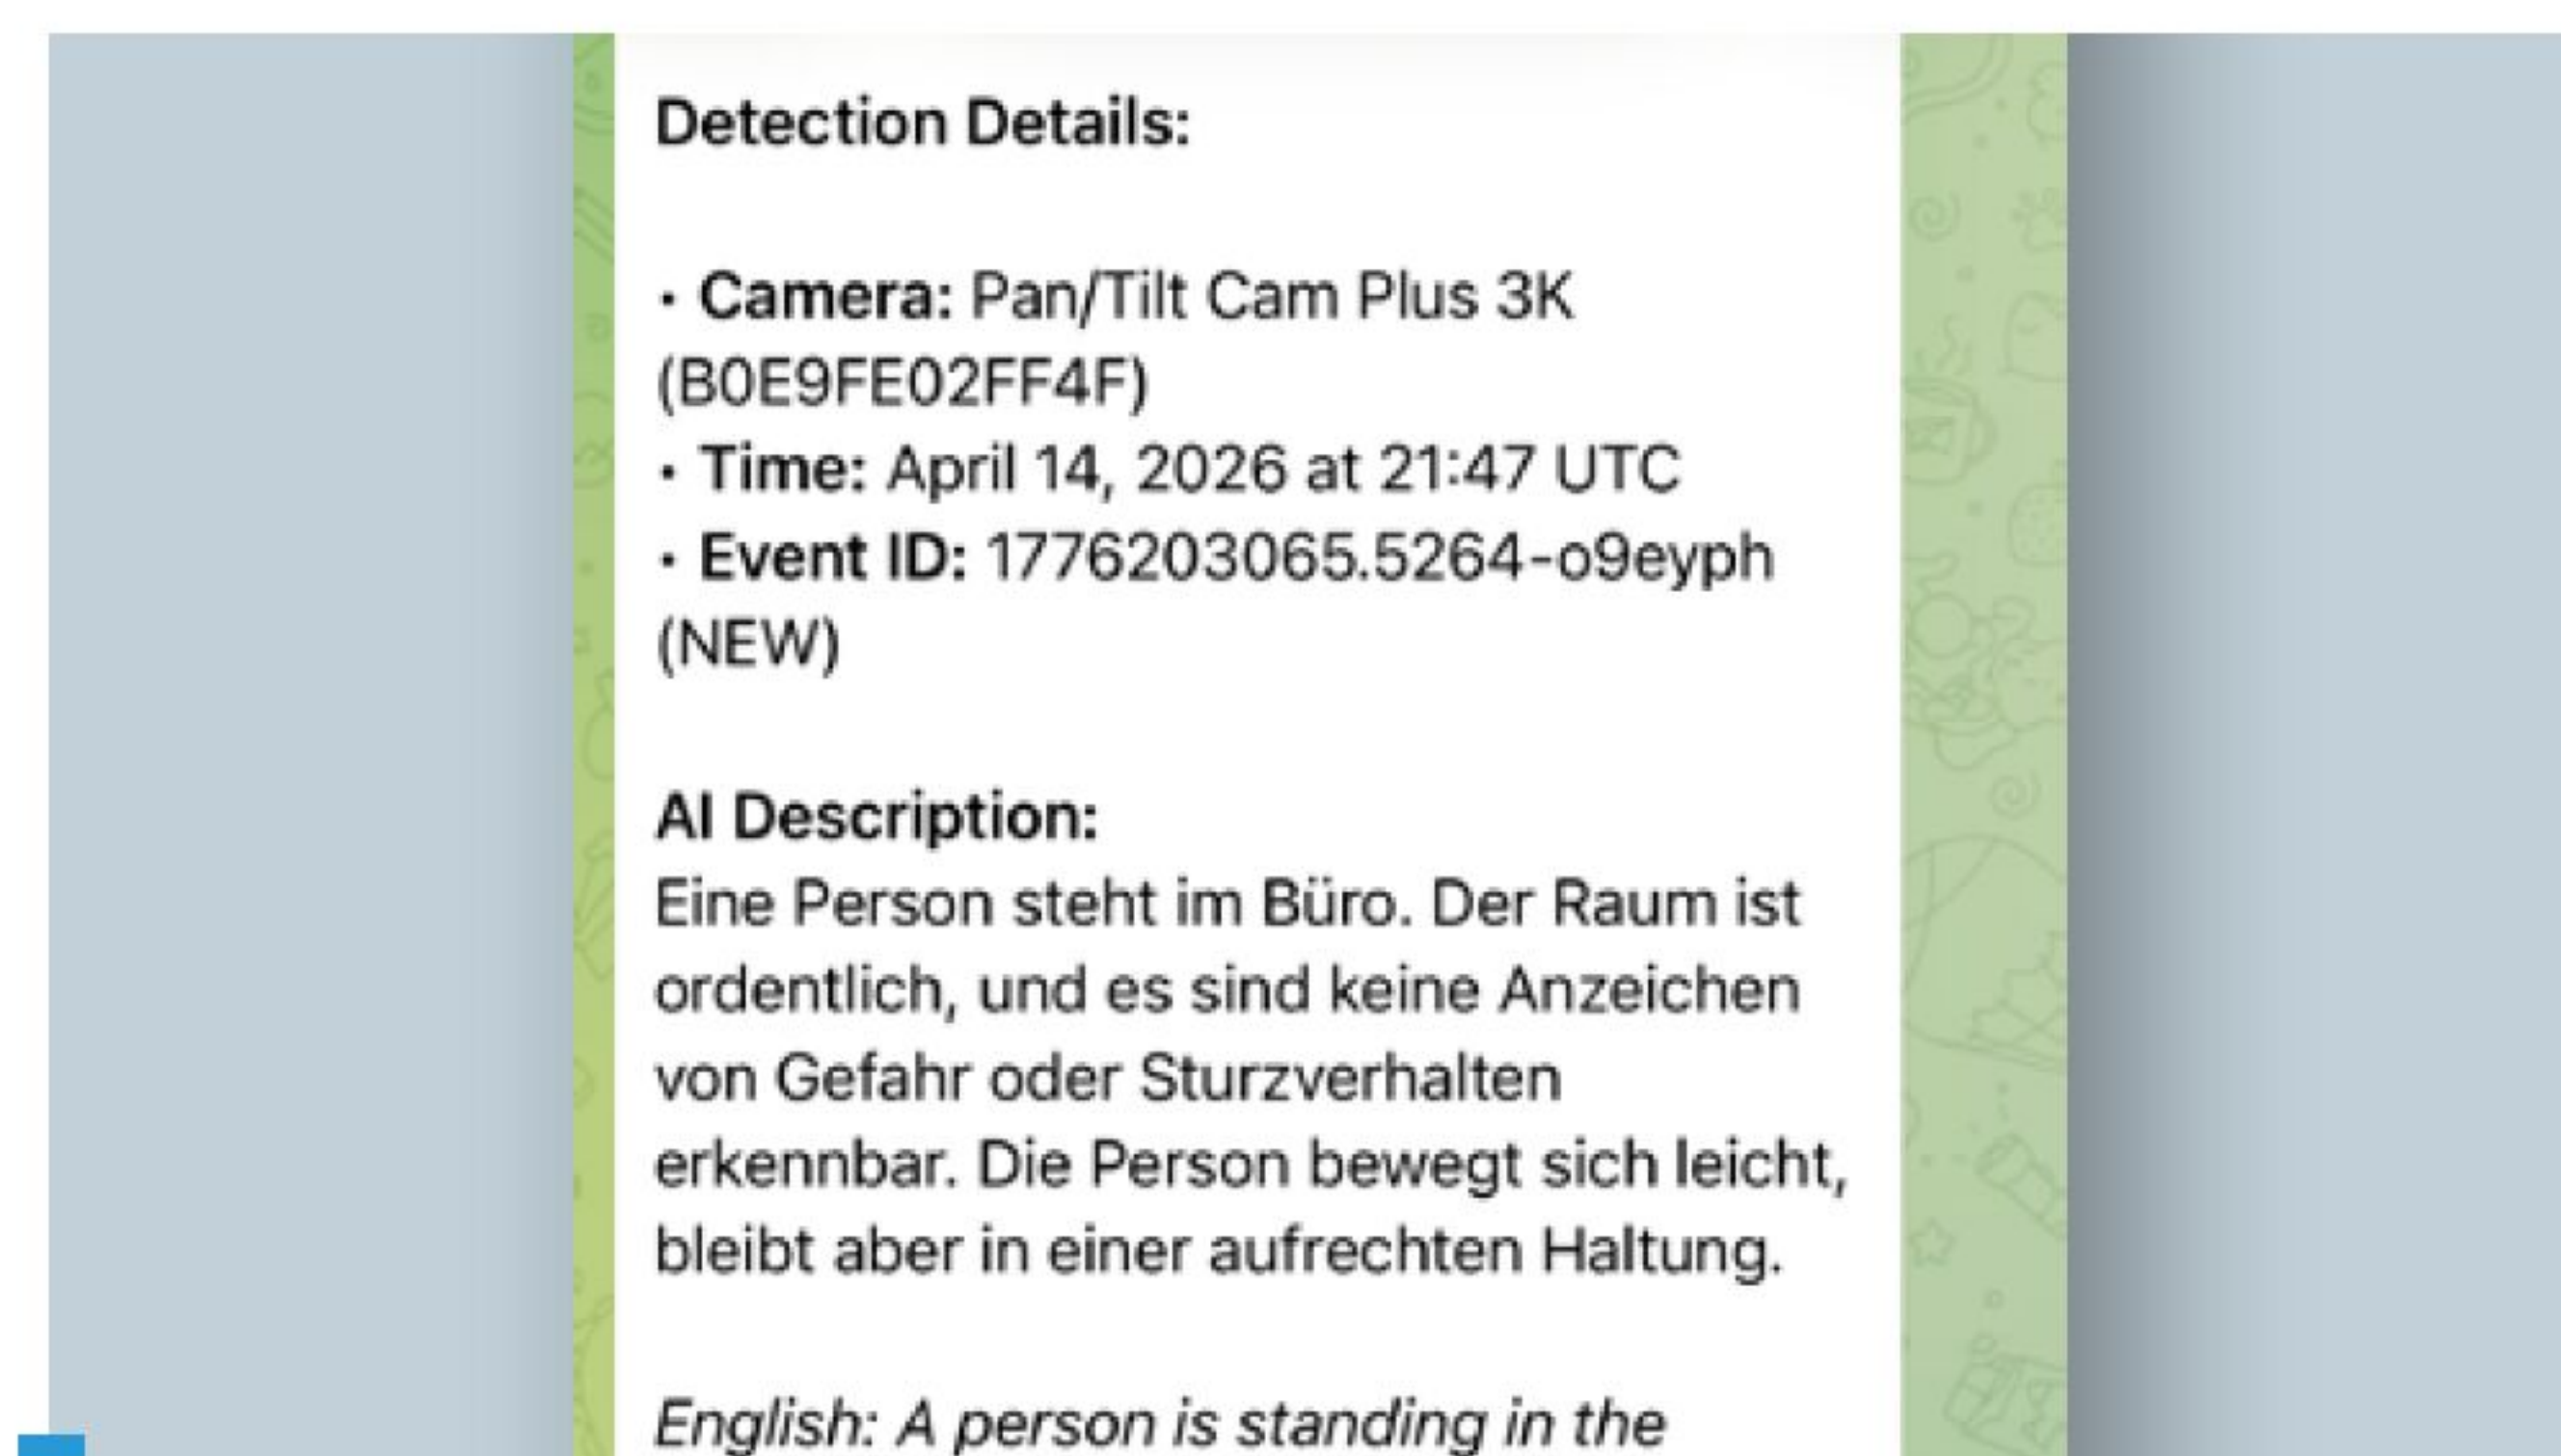 Detection Details:
• Camera: Pan/Tilt Cam Plus 3K
(B0E9FE02FF4F)
• Time: April 14, 2026 at 21:47 UTC
• Event ID: 1776203065.5264-o9eyph
(NEW)
AI Description:
Eine Person steht im Büro. Der Raum ist
ordentlich, und es sind keine Anzeichen
von Gefahr oder Sturzverhalten
erkennbar. Die Person bewegt sich leicht,
bleibt aber in einer aufrechten Haltung.
English: A person is standing in the